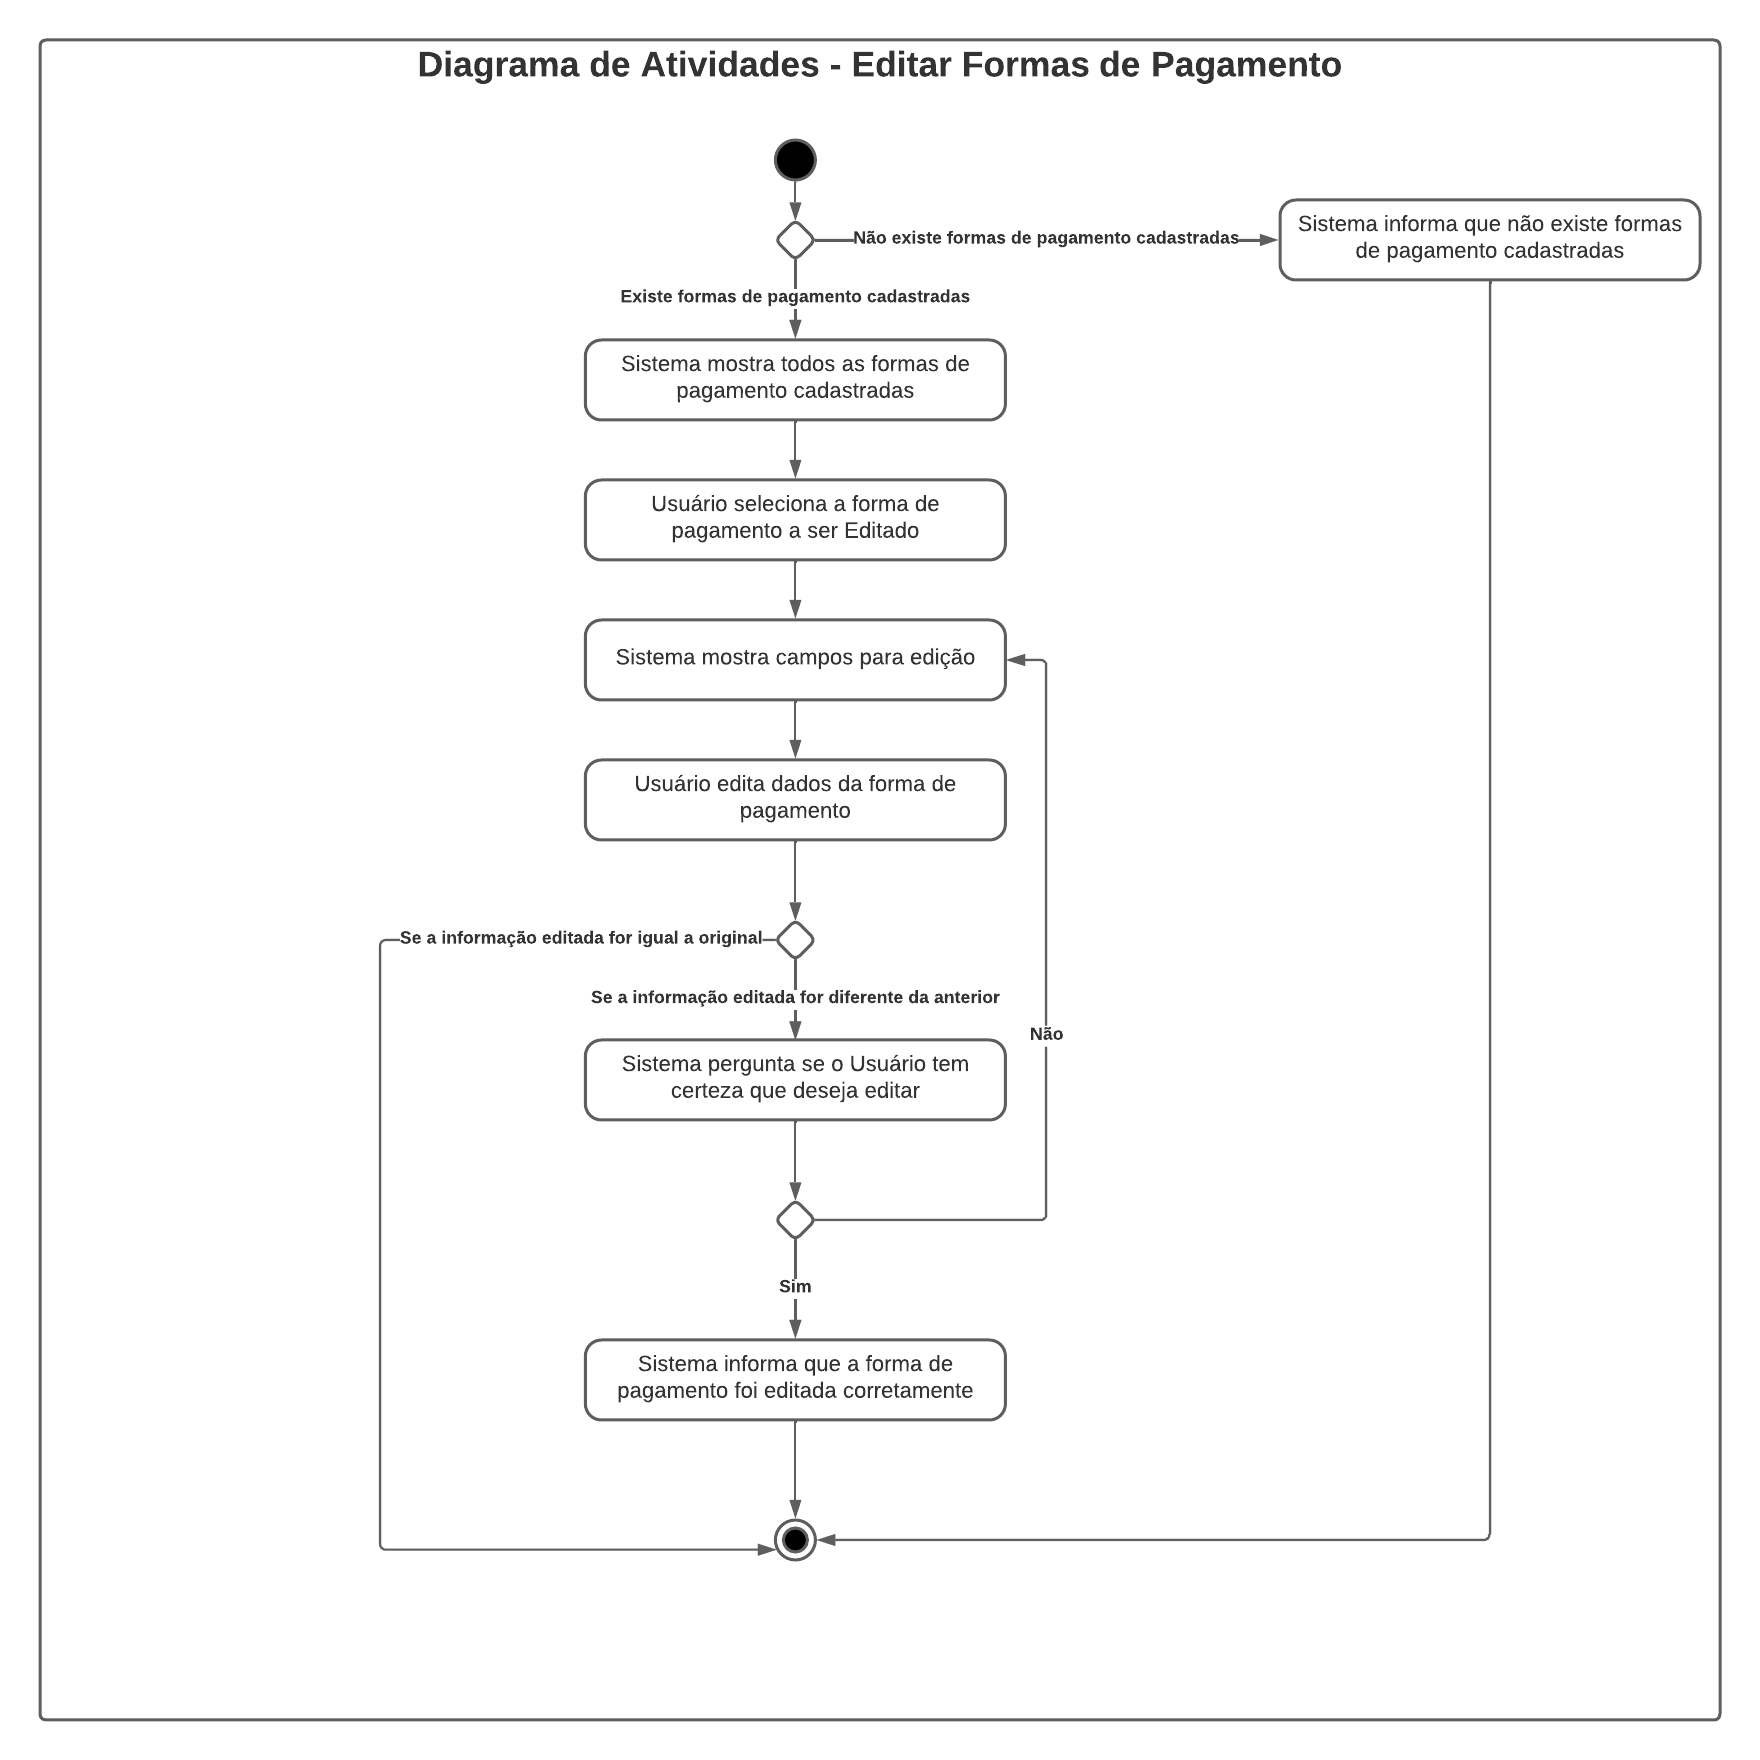 Diagrama de Atividades - Editar Formas de Pagamento
Não existe formas de pagamento cadastradas
Sistema informa que não existe formas
de pagamento cadastradas
Existe formas de pagamento cadastradas
Sistema mostra todos as formas de
pagamento cadastradas
Usuário seleciona a forma de
pagamento a ser Editado
Sistema mostra campos para edição
Usuário edita dados da forma de
pagamento
Se a informação editada for igual a original
Se a informação editada for diferente da anterior
Não
Sistema pergunta se o Usuário tem
certeza que deseja editar
Sim
Sistema informa que a forma de
pagamento foi editada corretamente